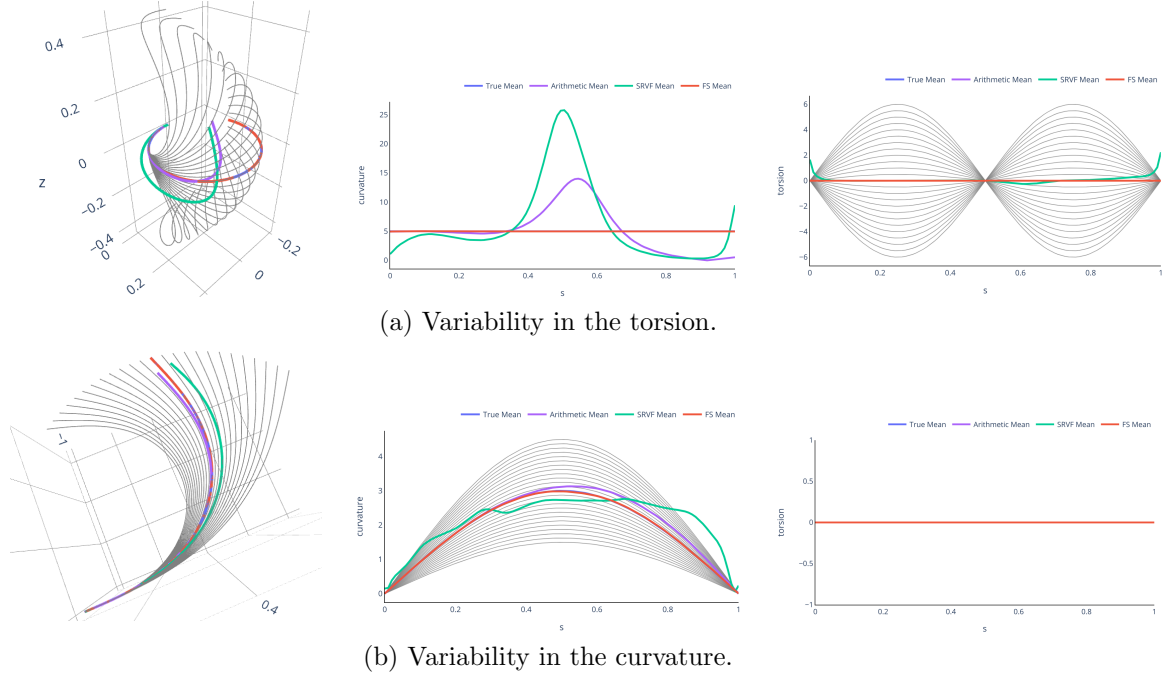 0.4
0.2
0
z
−0.2
−0.4
0
0.2
0
−0.2
True Mean Arithmetic Mean SRVF Mean FS Mean
25
20
15
10
5
0
curvature
0 0.2 0.4 0.6 0.8 1
s
True Mean Arithmetic Mean SRVF Mean FS Mean
6
4
2
0
−2
−4
−6
torsion
0 0.2 0.4 0.6 0.8 1
s
(a) Variability in the torsion.
−1
0.4
True Mean Arithmetic Mean SRVF Mean FS Mean
4
3
2
1
0
curvature
0 0.2 0.4 0.6 0.8 1
s
True Mean Arithmetic Mean SRVF Mean FS Mean
1
0.5
0
−0.5
−1
torsion
0 0.2 0.4 0.6 0.8 1
s
(b) Variability in the curvature.